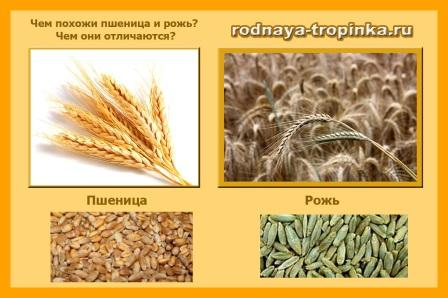 Чем похожи пшеница и рожь?
Чем они отличаются?
rodnaya-tropinka.ru
Пшеница
Рожь